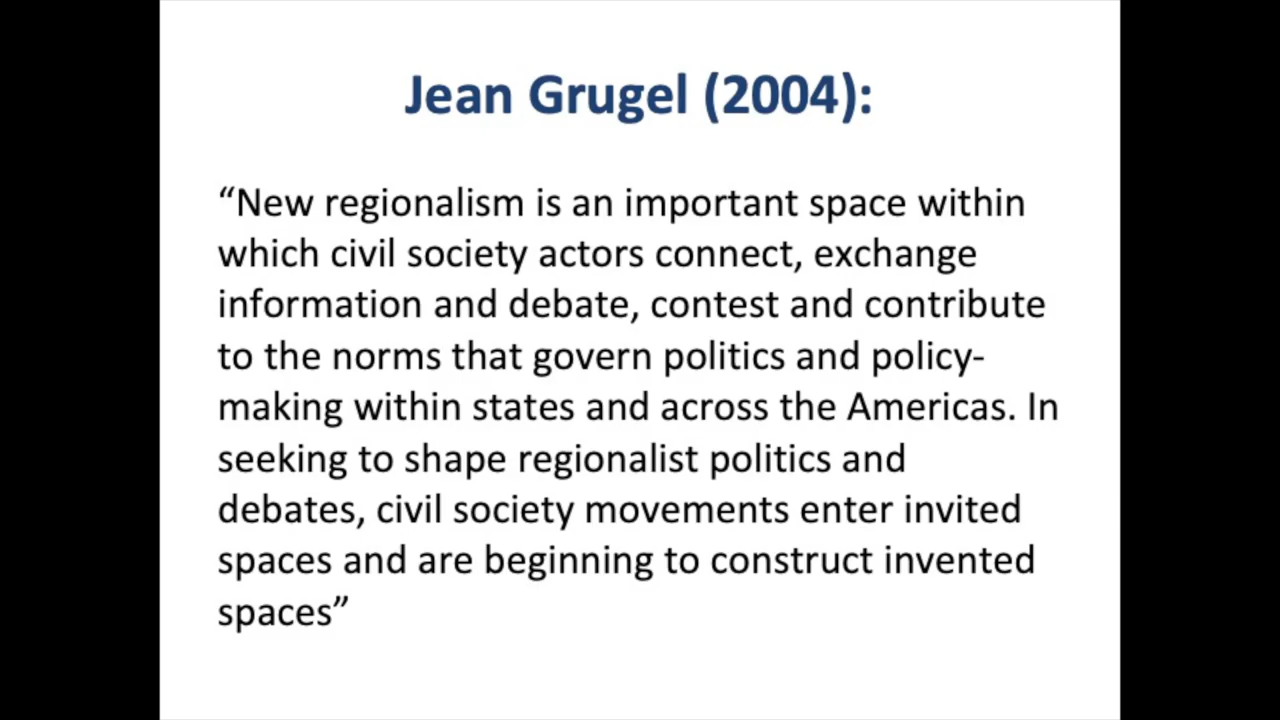 Jean Grugel (2004):
“New regionalism is an important space within
which civil society actors connect, exchange
information and debate, contest and contribute
to the norms that govern politics and policy-
making within states and across the Americas. In
seeking to shape regionalist politics and
debates, civil society movements enter invited
spaces and are beginning to construct invented
spaces”